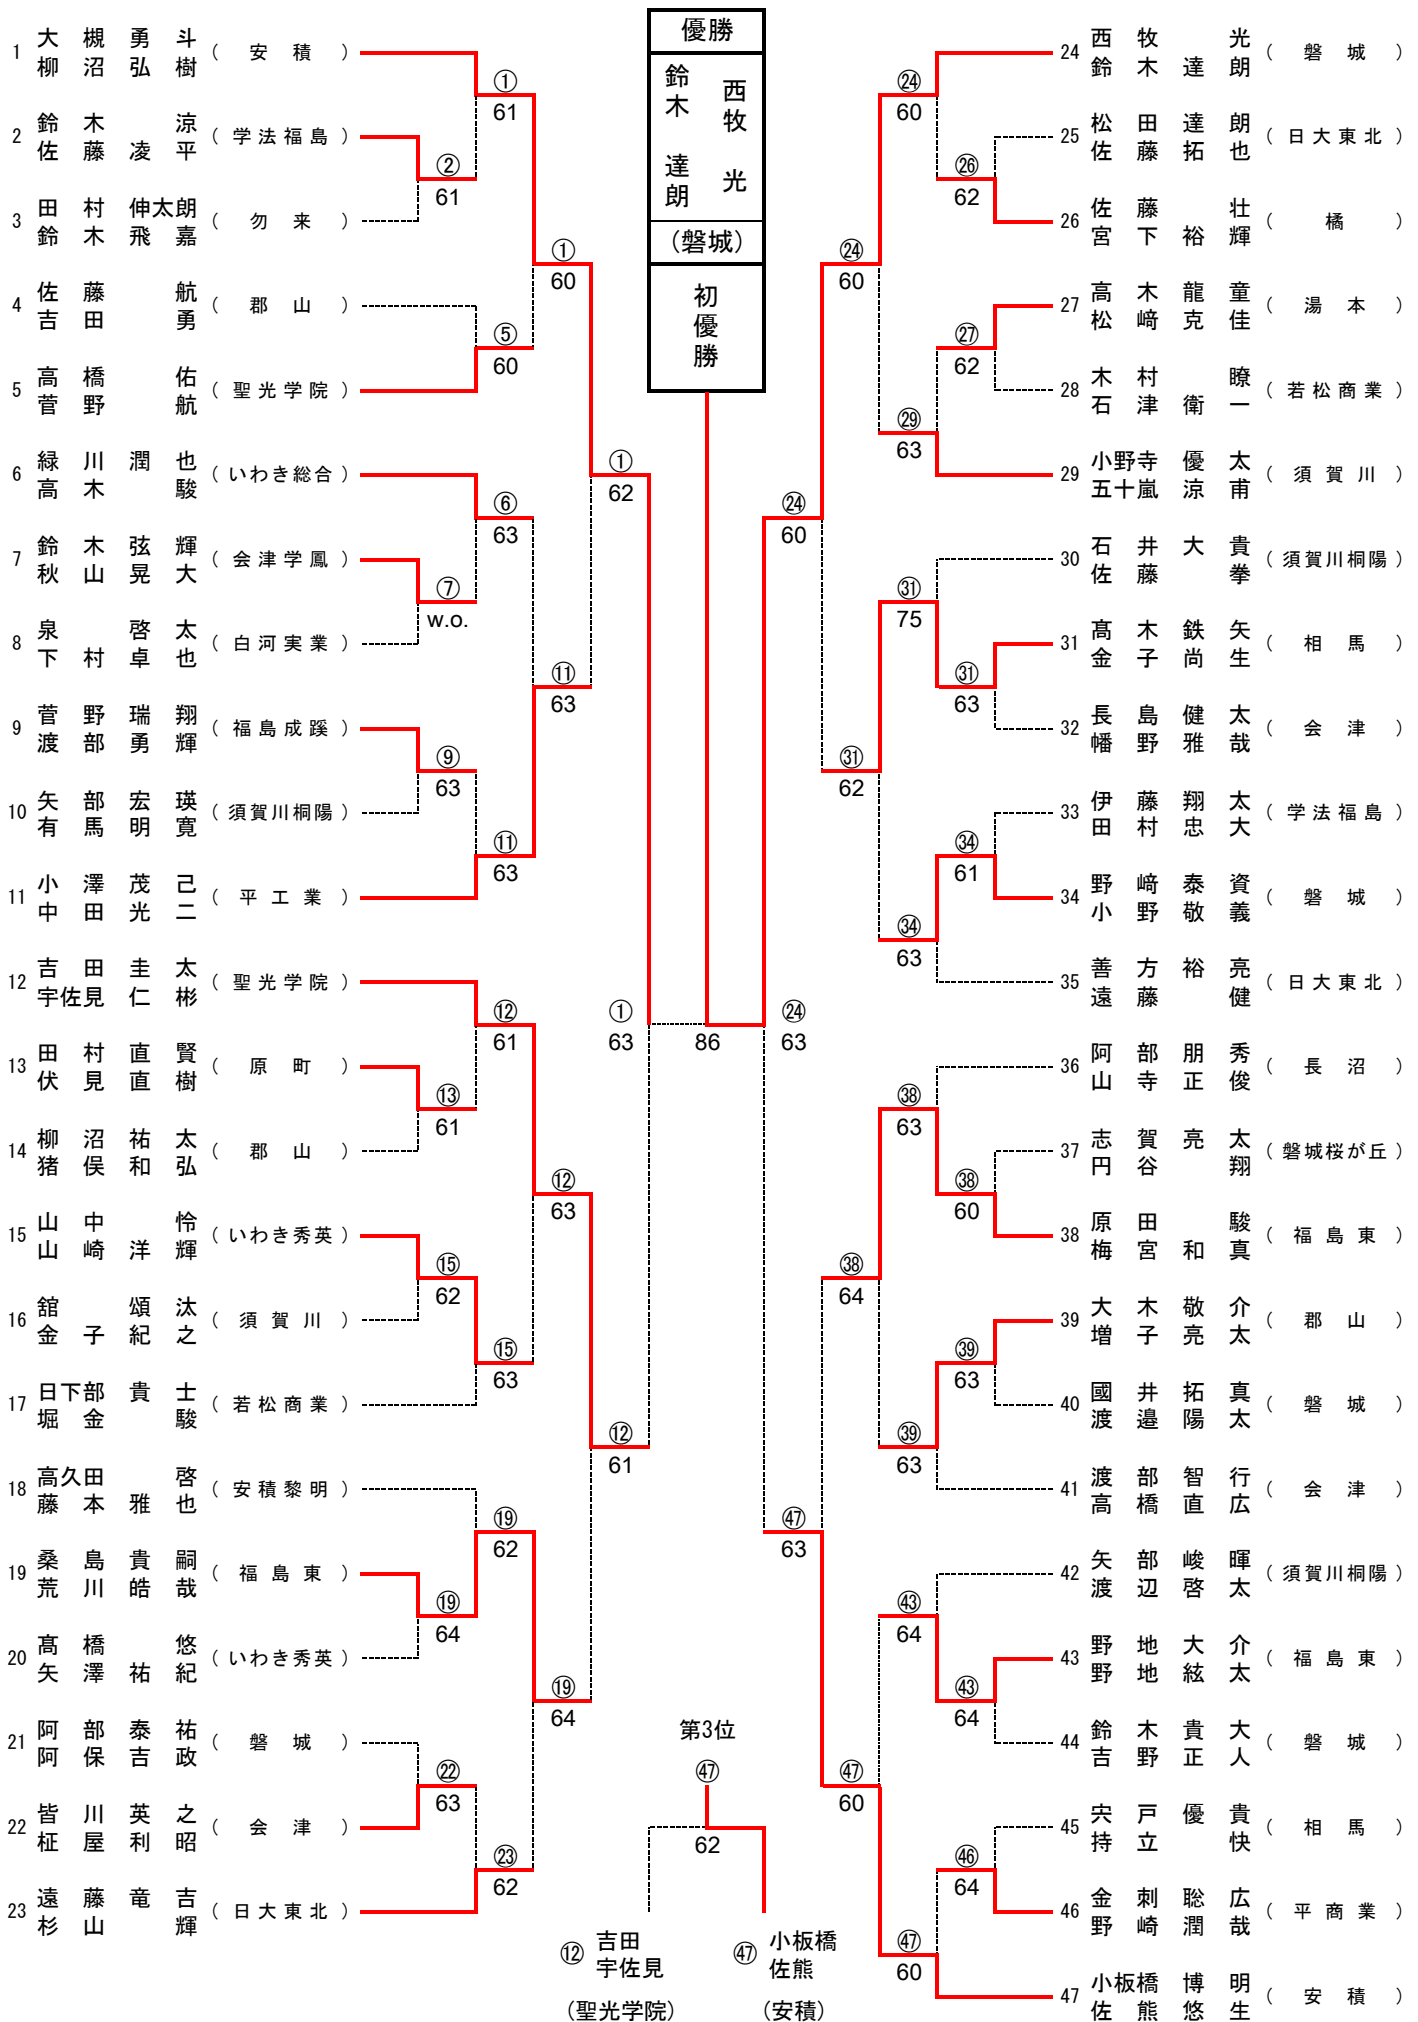 優勝
鈴木 達朗
西牧 光
(磐城)
初優勝
1 大槻勇斗 柳沼弘樹 (安積)
2 鈴木涼 佐藤凌平 (学法福島)
3 田村伸太朗 鈴木飛嘉 (勿来)
4 佐藤航 吉田勇 (郡山)
5 高橋佑 菅野航 (聖光学院)
6 緑川潤也 高木駿 (いわき総合)
7 鈴木弦輝 秋山晃大 (会津学鳳)
8 泉啓太 下村卓也 (白河実業)
9 菅野瑞翔 渡部勇輝 (福島成蹊)
10 矢部宏瑛 有馬明寛 (須賀川桐陽)
11 小澤茂己 中田光二 (平工業)
12 吉田圭太 宇佐見仁彬 (聖光学院)
13 田村直賢 伏見直樹 (原町)
14 柳沼祐太 猪俣和弘 (郡山)
15 山中怜 山崎洋輝 (いわき秀英)
16 舘頌汰 金子紀之 (須賀川)
17 日下部貴士 堀金駿 (若松商業)
18 高久田啓 藤本雅也 (安積黎明)
19 桑島貴嗣 荒川皓哉 (福島東)
20 髙橋悠 矢澤祐紀 (いわき秀英)
21 阿部泰祐 阿保吉政 (磐城)
22 皆川英之 柾屋利昭 (会津)
23 遠藤竜吉 杉山輝 (日大東北)
② 61
⑦ w.o.
⑨ 63
⑬ 61
⑮ 62
⑲ 64
㉒ 63
① 61
⑤ 60
⑥ 63
⑪ 63
⑫ 61
⑮ 63
⑲ 62
㉓ 62
① 60
⑪ 63
⑫ 63
⑲ 64
① 62
⑫ 61
① 63
86
㉔ 63
㉔ 60
㊼ 63
㉔ 60
㉛ 62
㊳ 64
㊼ 60
㉔ 60
㉙ 63
㉛ 75
㉞ 63
㊳ 63
㊴ 63
㊸ 64
㊼ 60
㉖ 62
㉗ 62
㉛ 63
㉞ 61
㊳ 60
㊴ 63
㊸ 64
㊻ 64
24 西牧光 鈴木達朗 (磐城)
25 松田達朗 佐藤拓也 (日大東北)
26 佐藤壮 宮下裕輝 (橘)
27 高木龍童 松﨑克佳 (湯本)
28 木村瞭 石津衛一 (若松商業)
29 小野寺優太 五十嵐涼甫 (須賀川)
30 石井大貴 佐藤拳 (須賀川桐陽)
31 髙木鉄矢 金子尚生 (相馬)
32 長島健太 幡野雅哉 (会津)
33 伊藤翔太 田村忠大 (学法福島)
34 野﨑泰資 小野敬義 (磐城)
35 善方裕亮 遠藤健 (日大東北)
36 阿部朋秀 山寺正俊 (長沼)
37 志賀亮太 円谷翔 (磐城桜が丘)
38 原田駿 梅宮和真 (福島東)
39 大木敬介 増子亮太 (郡山)
40 國井拓真 渡邉陽太 (磐城)
41 渡部智行 高橋直広 (会津)
42 矢部峻暉 渡辺啓太 (須賀川桐陽)
43 野地大介 野地絃太 (福島東)
44 鈴木貴大 吉野正人 (磐城)
45 宍戸優貴 持立快 (相馬)
46 金刺聡広 野崎潤哉 (平商業)
47 小板橋博明 佐熊悠生 (安積)
第3位
㊼
62
⑫ 吉田 宇佐見
(聖光学院)
㊼ 小板橋 佐熊
(安積)